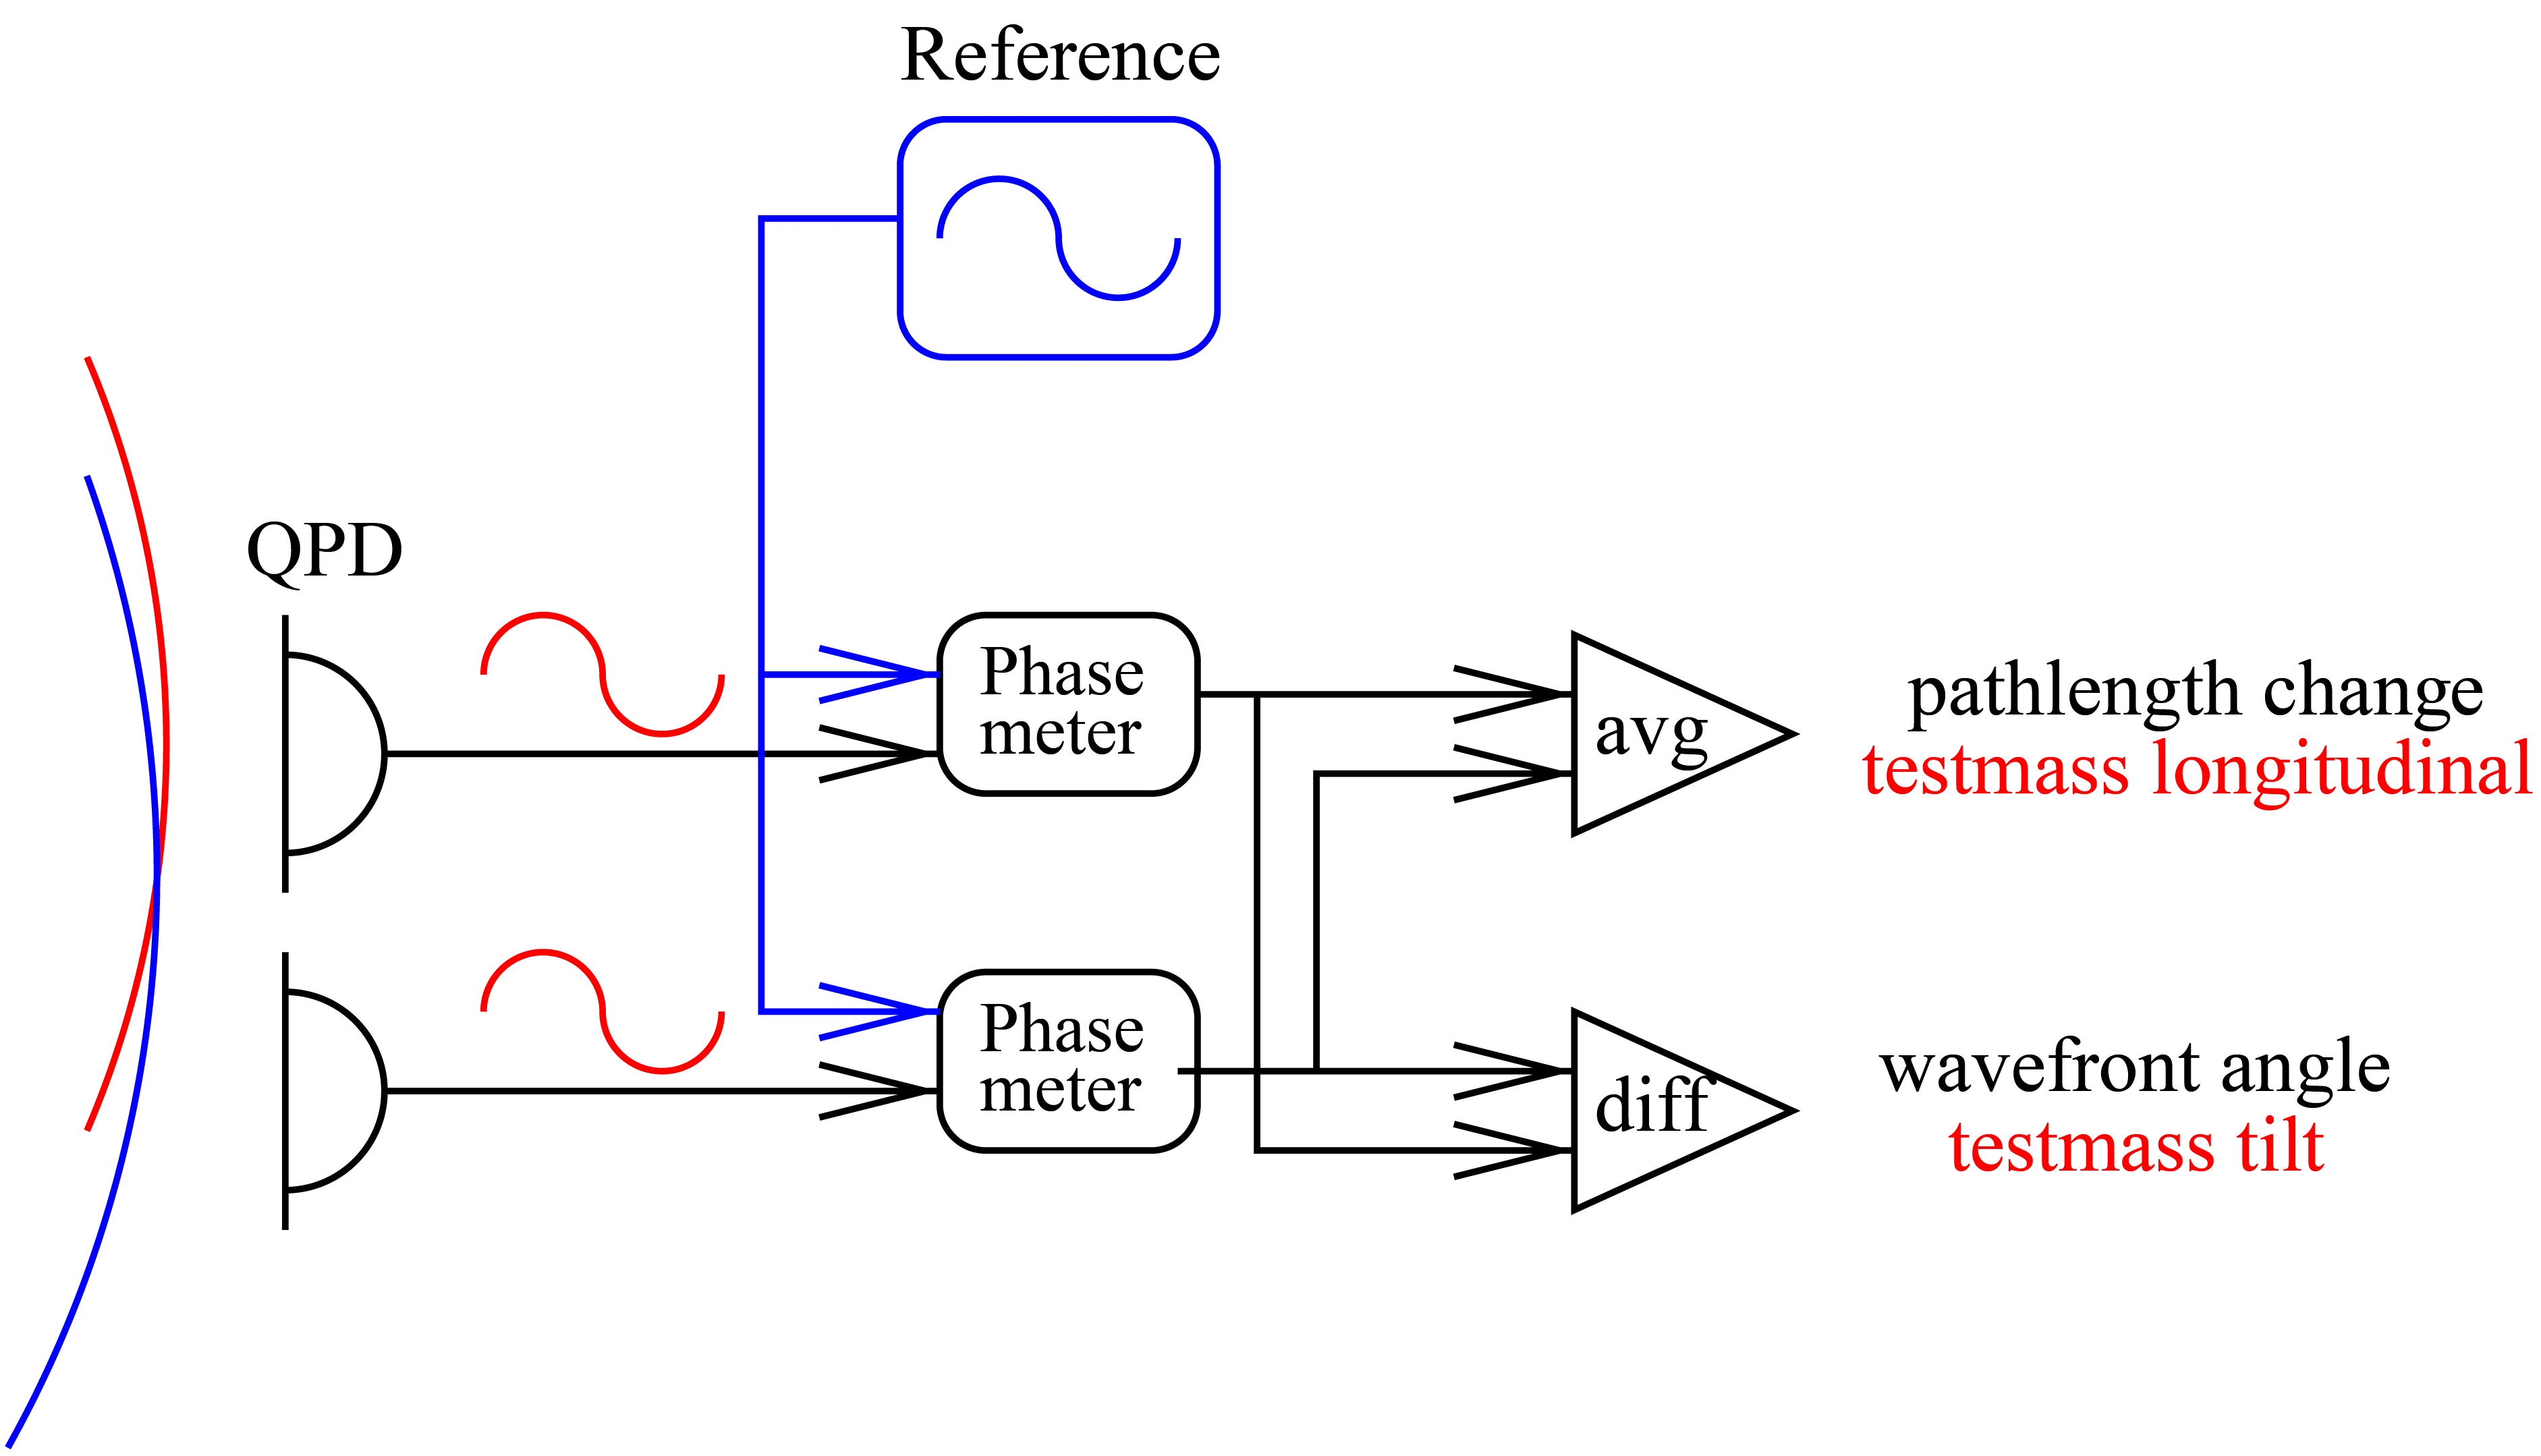 Reference
QPD
Phase
meter
avg
pathlength change
testmass longitudinal
Phase
meter
diff
wavefront angle
testmass tilt